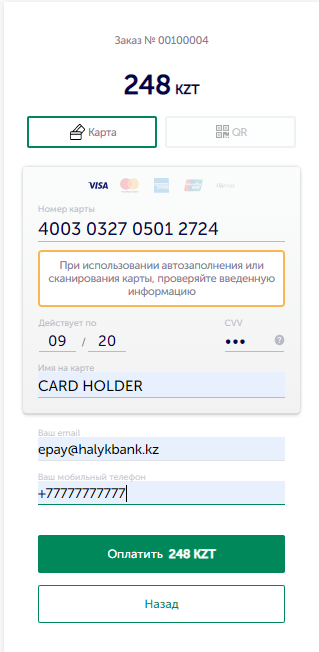 Заказ № 00100004
248 KZT
Карта
QR
VISA
Номер карты
4003 0327 0501 2724
При использовании автозаполнения или
сканирования карты, проверяйте введенную
информацию
Действует по CVV
09 / 20 •••
?
Имя на карте
CARD HOLDER
Ваш email
epay@halykbank.kz
Ваш мобильный телефон
+77777777777
Оплатить 248 KZT
Назад